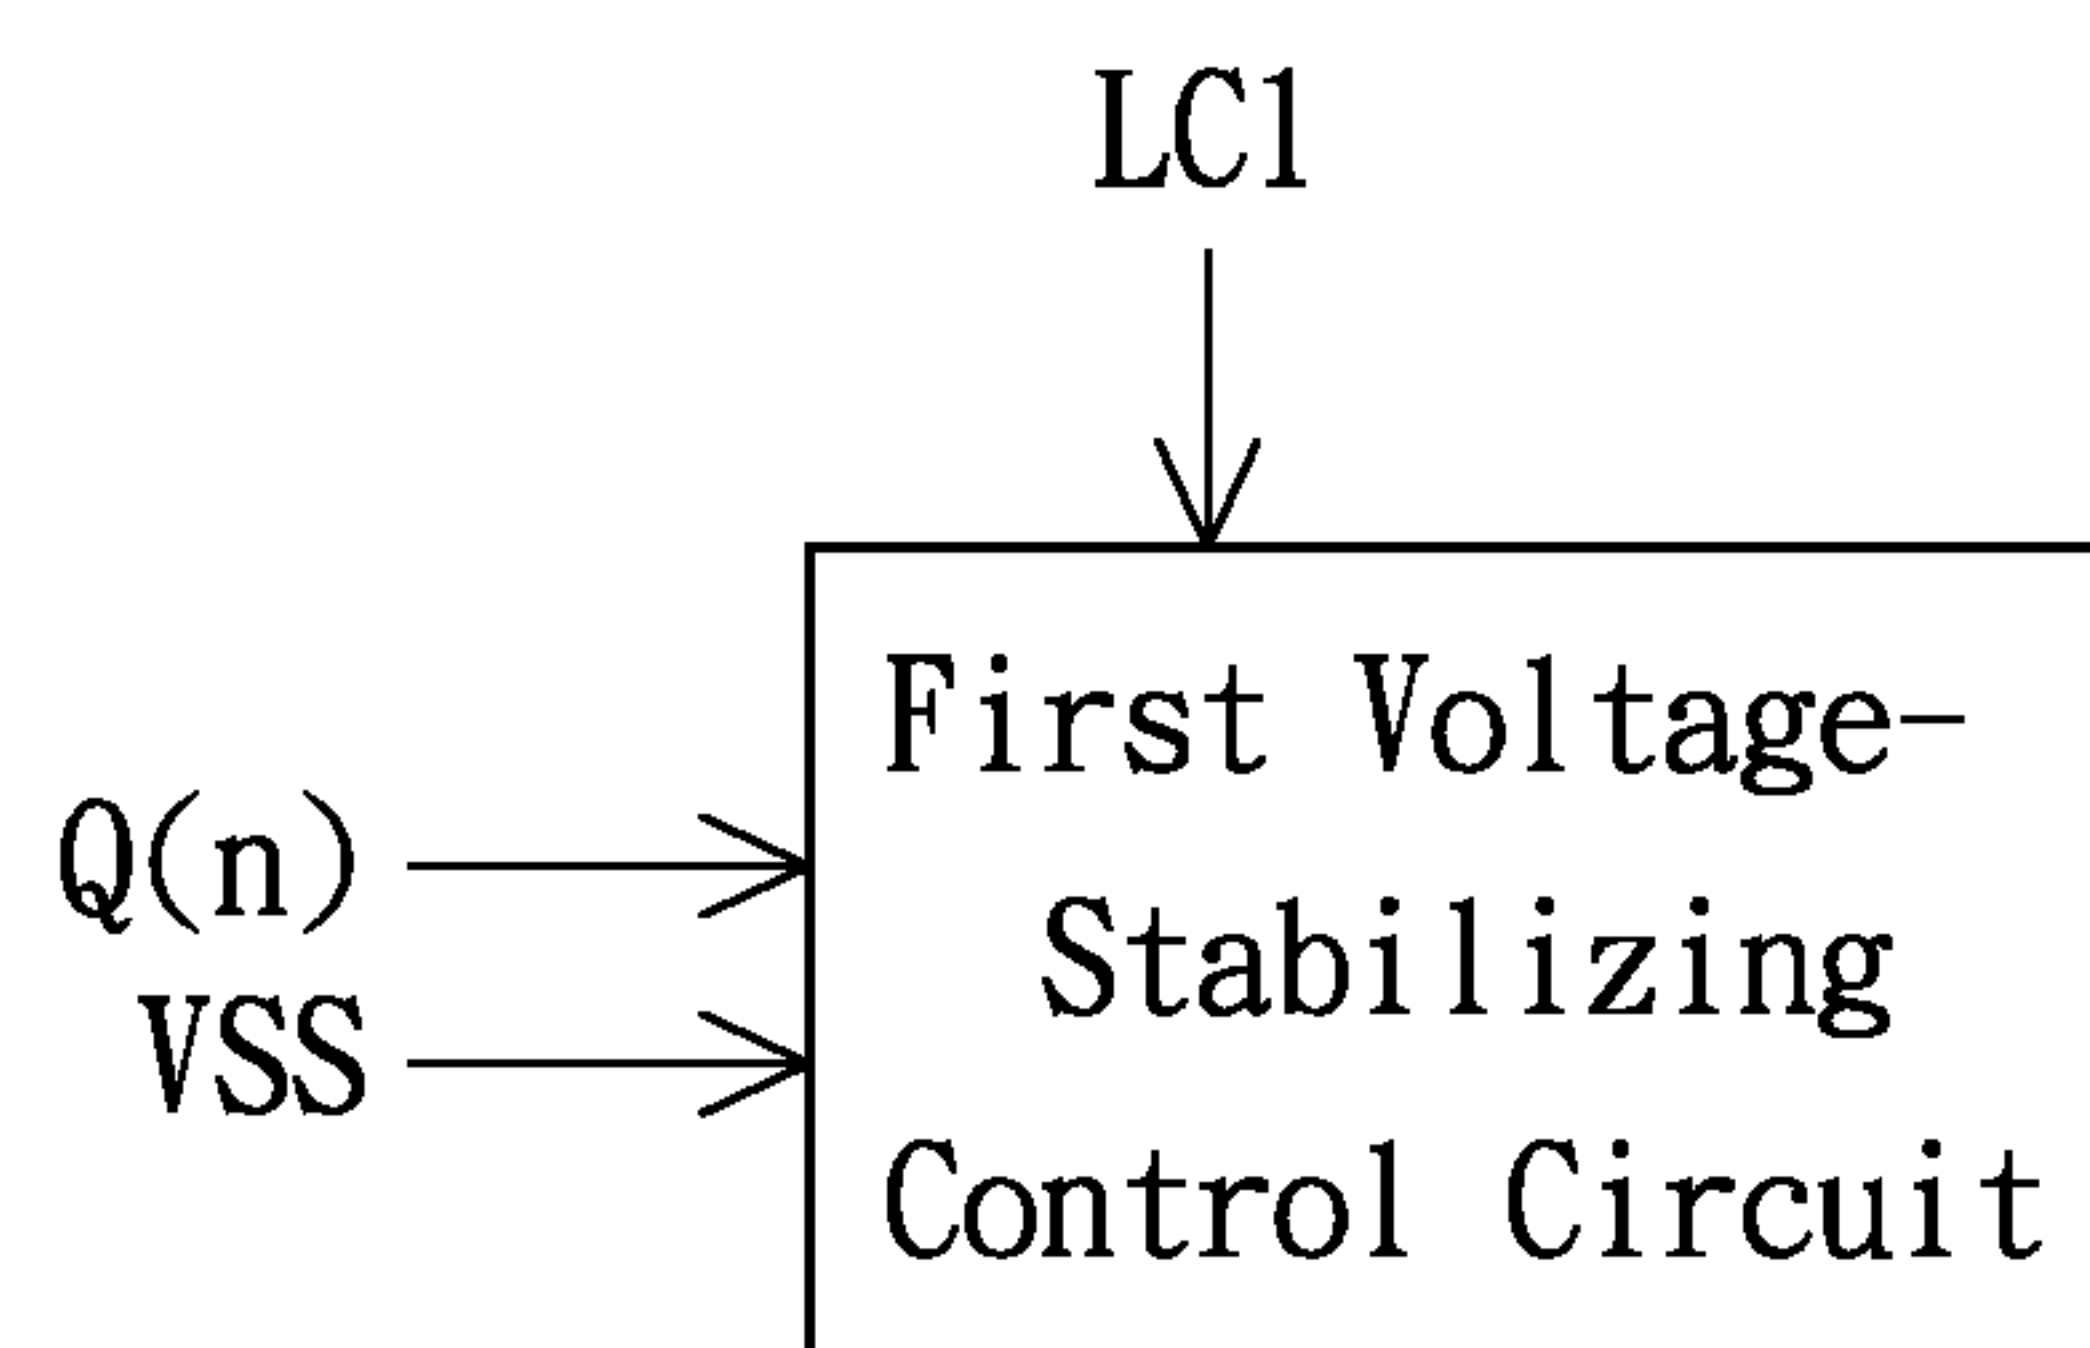 LC1
First Voltage-
Q(n)
Stabilizing
VSS
Control Circuit